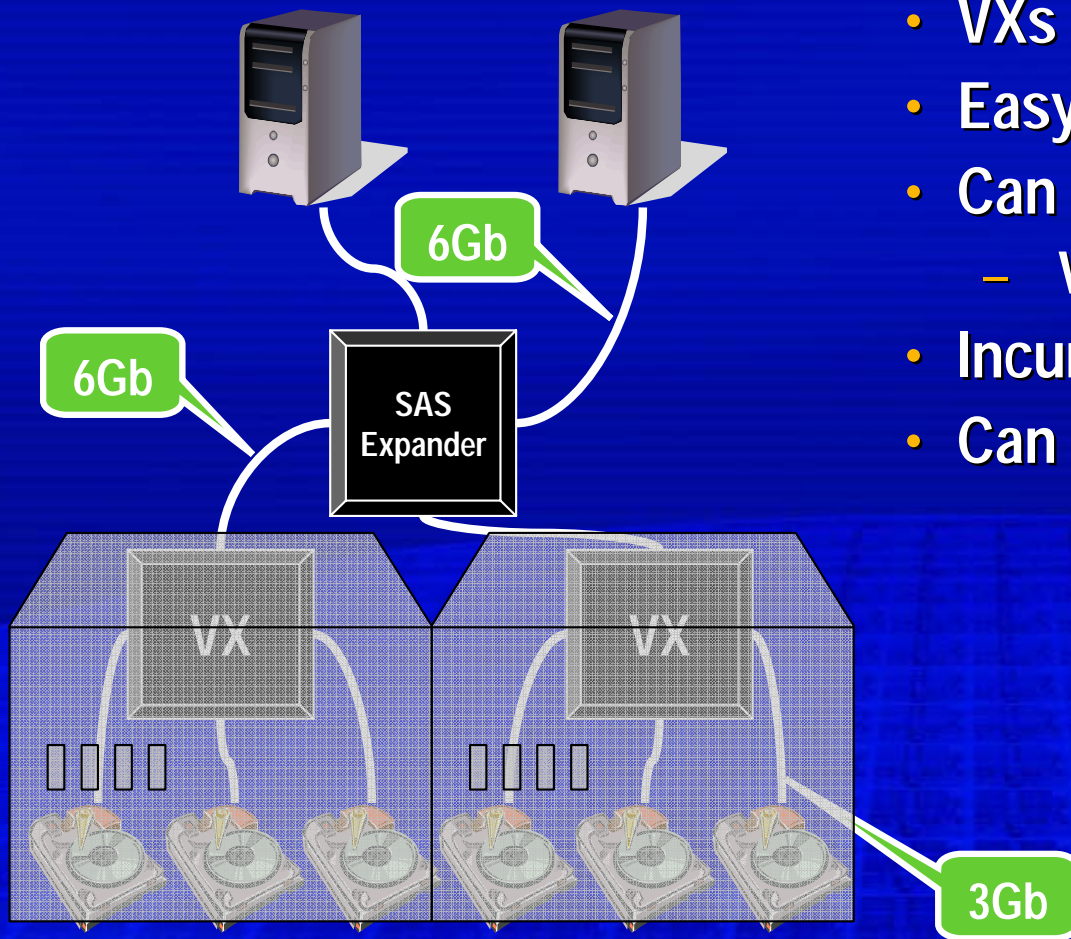 • VXs
• Easy
• Can
– V
• Incur
• Can
6Gb
6Gb
SAS
Expander
VX
VX
3Gb